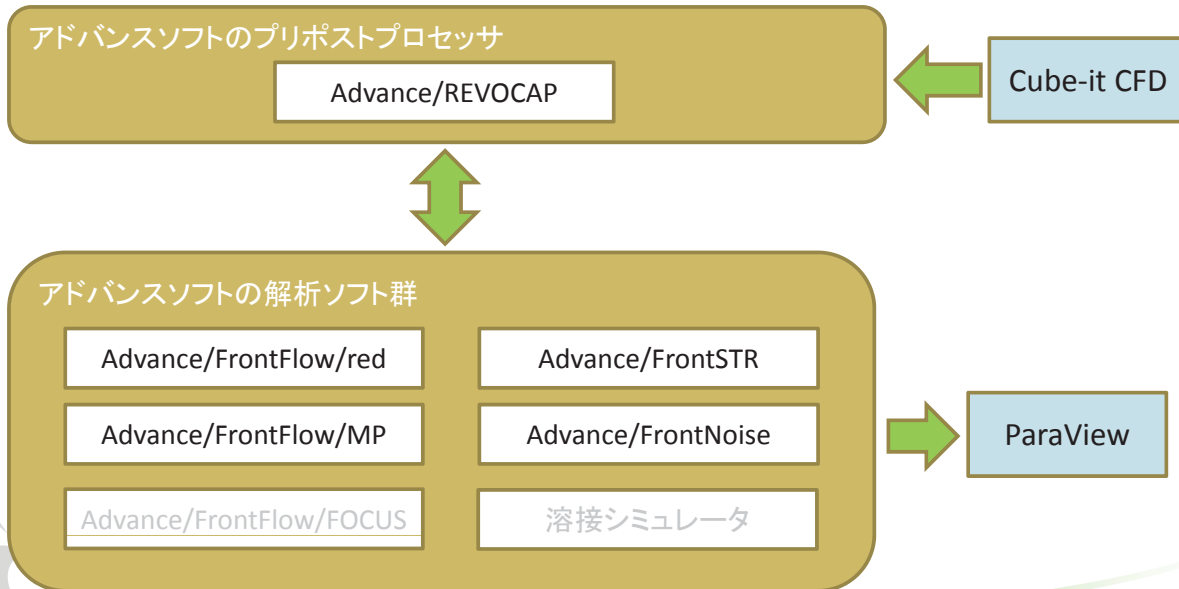 アドバンスソフトのプリポストプロセッサ
Advance/REVOCAP
Cube-it CFD
アドバンスソフトの解析ソフト群
Advance/FrontFlow/red
Advance/FrontSTR
Advance/FrontFlow/MP
Advance/FrontNoise
ParaView
Advance/FrontFlow/FOCUS
溶接シミュレータ